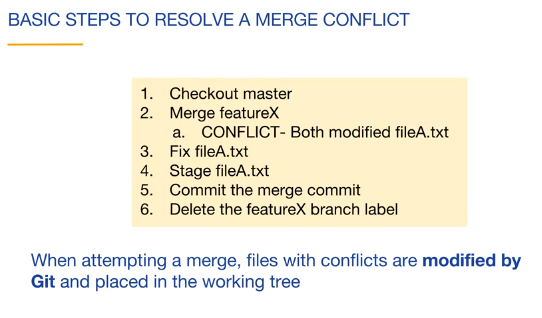 BASIC STEPS TO RESOLVE A MERGE CONFLICT
1. Checkout master
2. Merge featureX
a. CONFLICT- Both modified fileA.txt
3. Fix fileA.txt
4. Stage fileA.txt
5. Commit the merge commit
6. Delete the featureX branch label
When attempting a merge, files with conflicts are modified by
Git and placed in the working tree